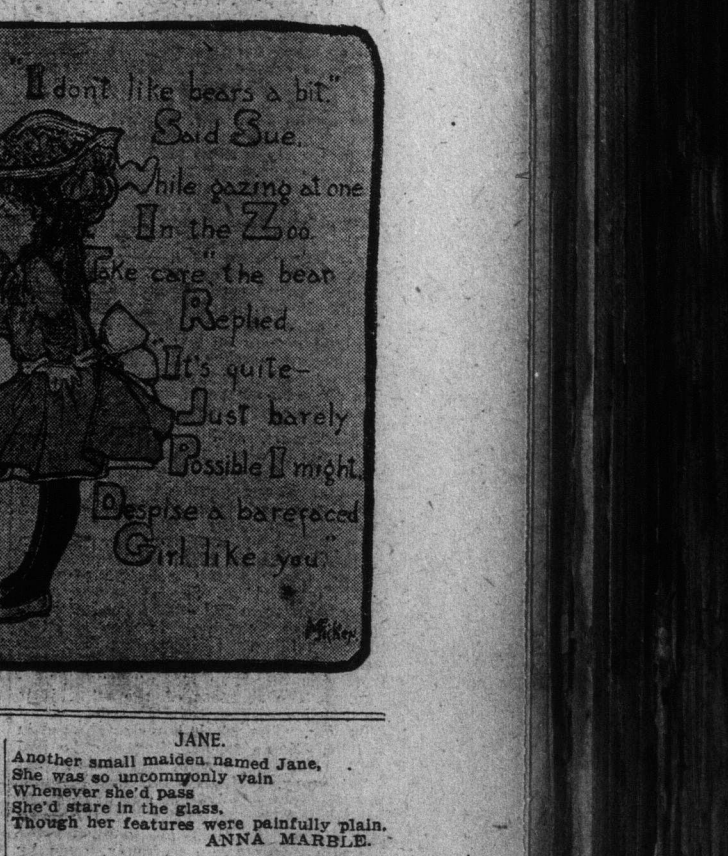 "I don't like bears a bit."
Said Sue,
While gazing at one
In the Zoo.
Take care," the bear
Replied,
"It's quite—
Just barely
Possible I might,
Despise a barefaced
Girl like you."
JANE.
Another small maiden named Jane,
She was so uncommonly vain
Whenever she'd pass
She'd stare in the glass,
Though her features were painfully plain.
ANNA MARBLE.